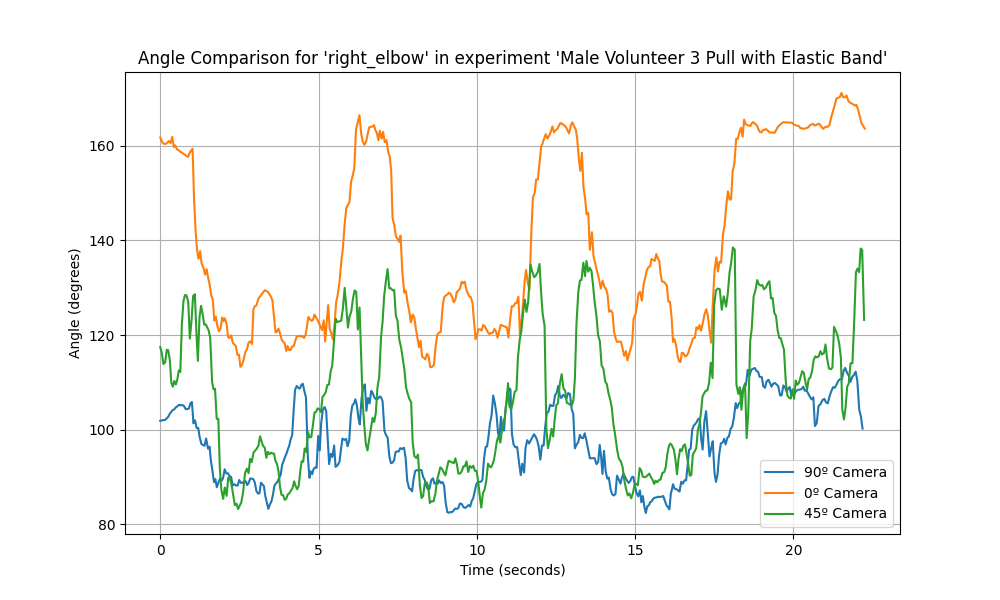 Angle Comparison for 'right_elbow' in experiment 'Male Volunteer 3 Pull with Elastic Band'
Angle (degrees)
160
140
120
100
80
0
5
10
15
20
Time (seconds)
90º Camera
0º Camera
45º Camera